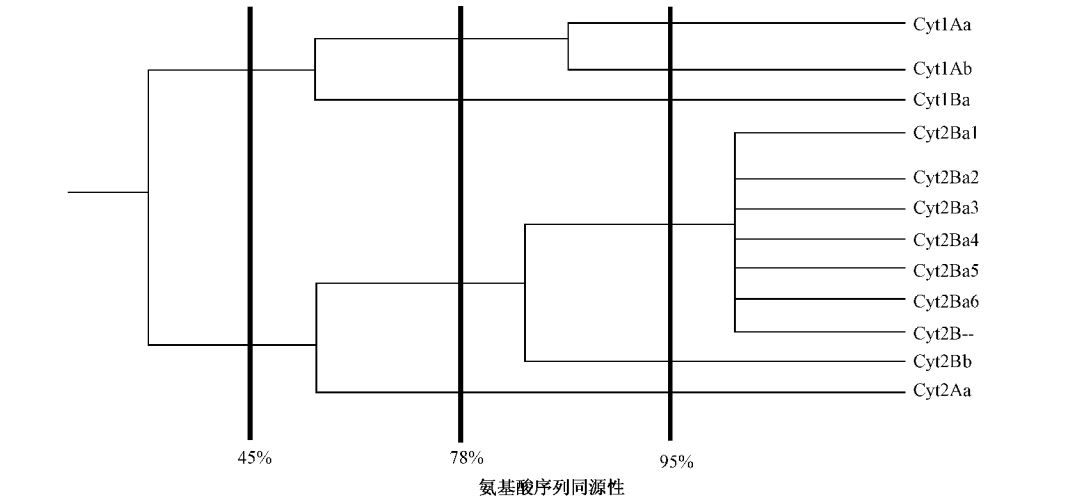 Cyt1Aa
Cyt1Ab
Cyt1Ba
Cyt2Ba1
Cyt2Ba2
Cyt2Ba3
Cyt2Ba4
Cyt2Ba5
Cyt2Ba6
Cyt2B--
Cyt2Bb
Cyt2Aa
45% 78% 95%
氨基酸序列同源性